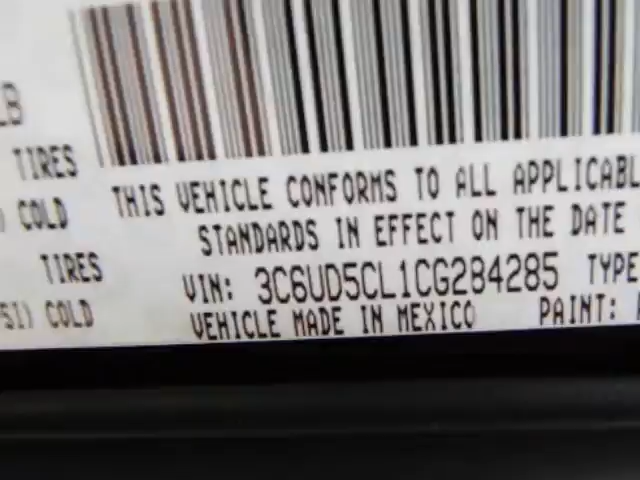 LB
TIRES
THIS VEHICLE CONFORMS TO ALL APPLICABL
) COLD
STANDARDS IN EFFECT ON THE DATE
TIRES
VIN: 3C6UD5CL1CG284285 TYPE
SI) COLD
VEHICLE MADE IN MEXICO PAINT: